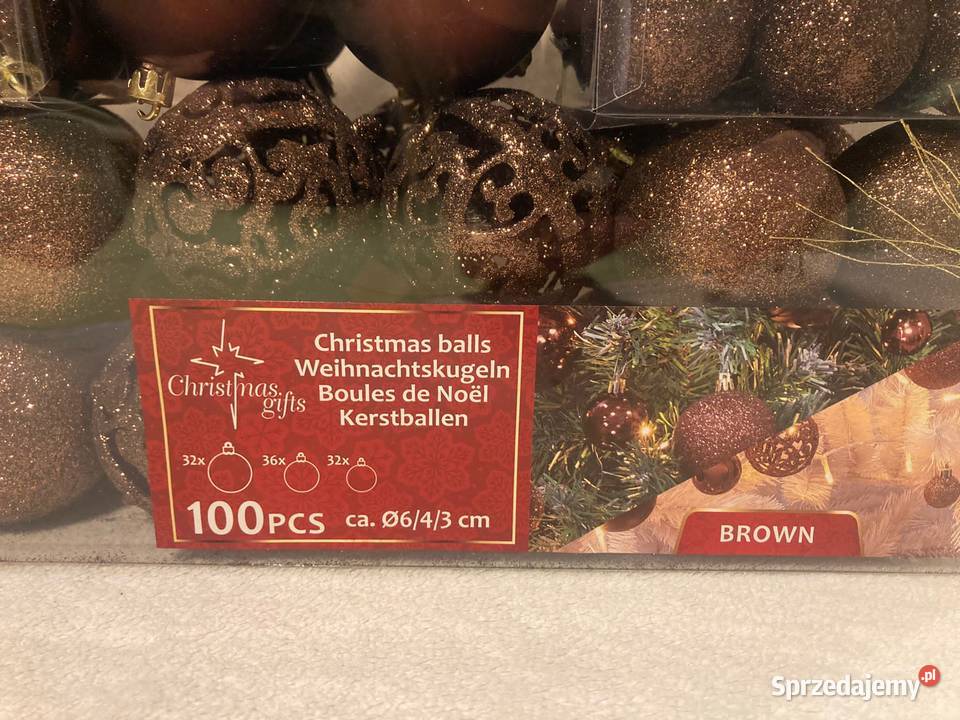 Christmas
gifts
Christmas balls
Weihnachtskugeln
Boules de Noël
Kerstballen
32x 36x 32x
100PCS ca. Ø6/4/3 cm
BROWN
Sprzedajemy.pl